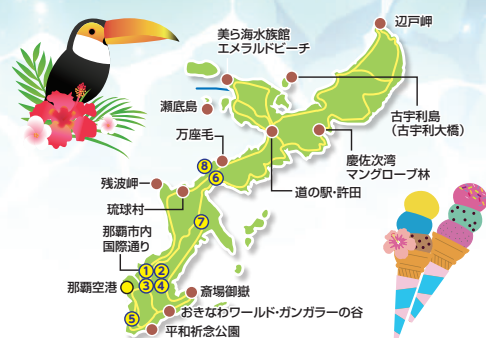 辺戸岬
美ら海水族館
エメラルドビーチ
瀬底島
古宇利島
(古宇利大橋)
万座毛
慶佐次湾
マングローブ林
8
6
残波岬
道の駅・許田
琉球村
7
那覇市内
国際通り
1 2
那覇空港
3 4
斎場御嶽
5
おきなわワールド・ガンガラーの谷
平和祈念公園